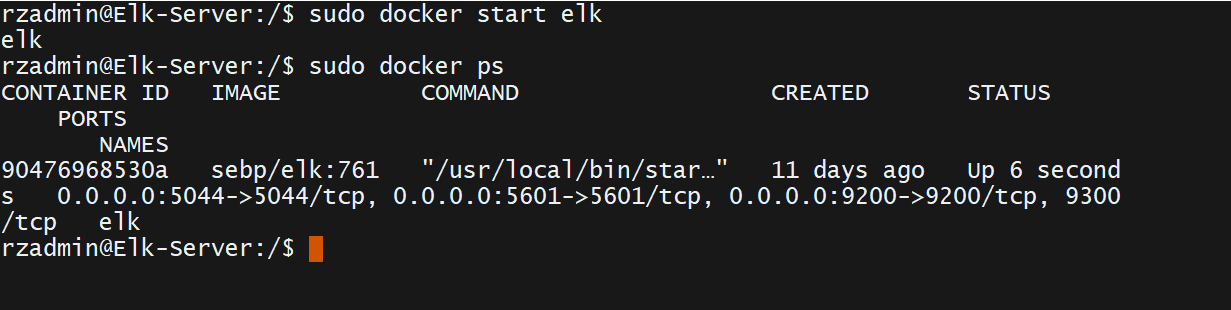 rzadmin@Elk-Server:/$ sudo docker start elk
elk
rzadmin@Elk-Server:/$ sudo docker ps
CONTAINER ID   IMAGE          COMMAND                  CREATED       STATUS
    PORTS
       NAMES
90476968530a   sebp/elk:761   "/usr/local/bin/star…"   11 days ago   Up 6 second
s   0.0.0.0:5044->5044/tcp, 0.0.0.0:5601->5601/tcp, 0.0.0.0:9200->9200/tcp, 9300
/tcp   elk
rzadmin@Elk-Server:/$